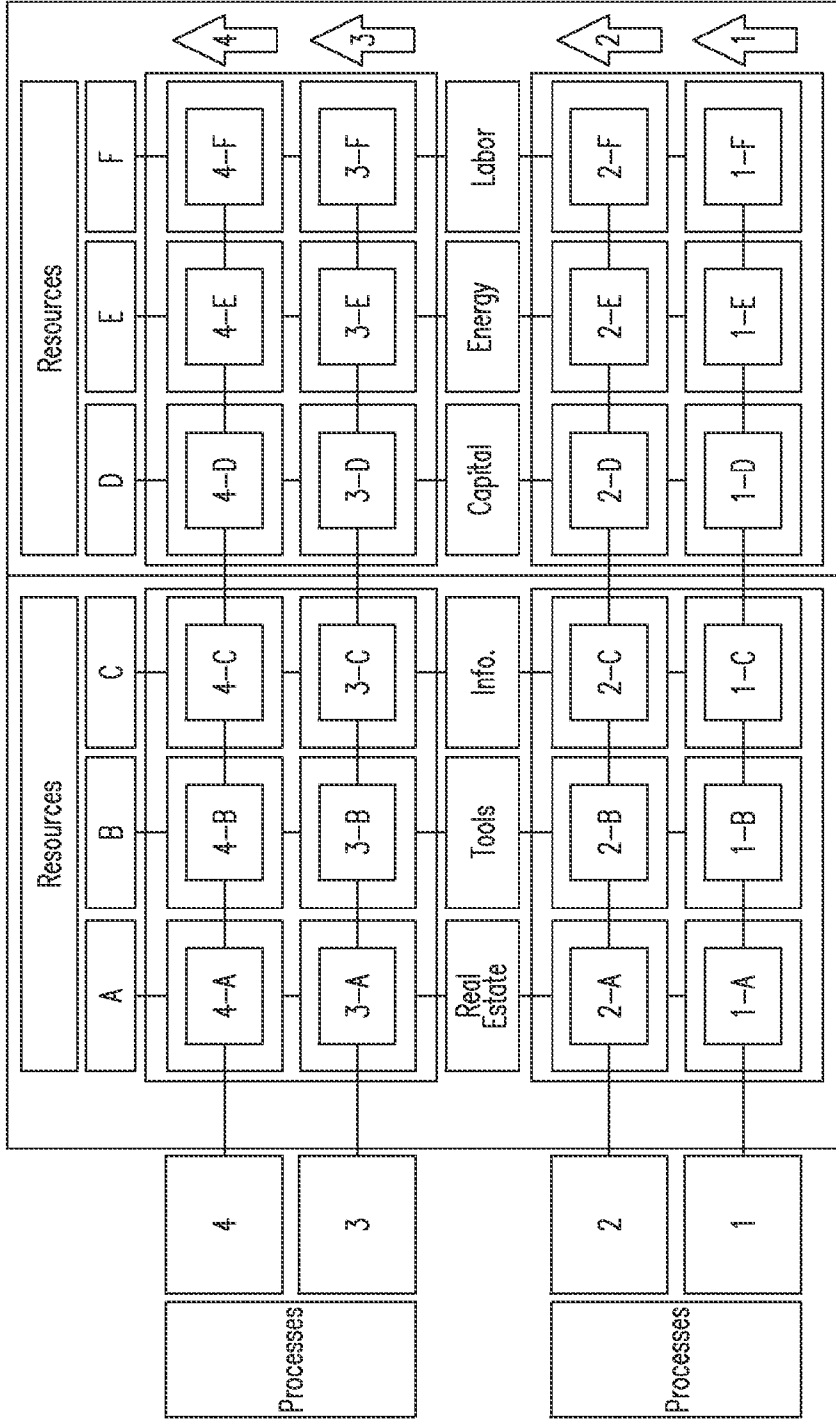 Resources Resources
A B C D E F
4 4-A 4-B 4-C 4-D 4-E 4-F 4
Processes
3 3-A 3-B 3-C 3-D 3-E 3-F 3
Real
Estate Tools Info. Capital Energy Labor
2 2-A 2-B 2-C 2-D 2-E 2-F 2
Processes
1 1-A 1-B 1-C 1-D 1-E 1-F 1